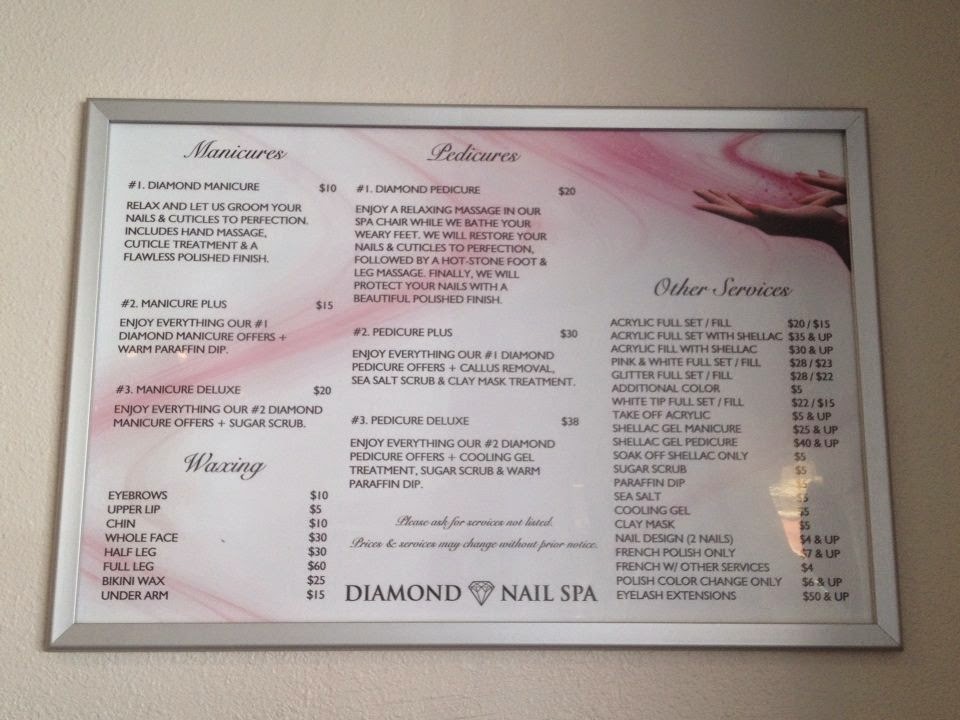 Manicures
#1. DIAMOND MANICURE $10
RELAX AND LET US GROOM YOUR
NAILS & CUTICLES TO PERFECTION.
INCLUDES HAND MASSAGE,
CUTICLE TREATMENT & A
FLAWLESS POLISHED FINISH.
#2. MANICURE PLUS $15
ENJOY EVERYTHING OUR #1
DIAMOND MANICURE OFFERS +
WARM PARAFFIN DIP.
#3. MANICURE DELUXE $20
ENJOY EVERYTHING OUR #2 DIAMOND
MANICURE OFFERS + SUGAR SCRUB.
Waxing
EYEBROWS $10
UPPER LIP $5
CHIN $10
WHOLE FACE $30
HALF LEG $30
FULL LEG $60
BIKINI WAX $25
UNDER ARM $15
Pedicures
#1. DIAMOND PEDICURE $20
ENJOY A RELAXING MASSAGE IN OUR
SPA CHAIR WHILE WE BATHE YOUR
WEARY FEET. WE WILL RESTORE YOUR
NAILS & CUTICLES TO PERFECTION,
FOLLOWED BY A HOT-STONE FOOT &
LEG MASSAGE. FINALLY, WE WILL
PROTECT YOUR NAILS WITH A
BEAUTIFUL POLISHED FINISH.
#2. PEDICURE PLUS $30
ENJOY EVERYTHING OUR #1 DIAMOND
PEDICURE OFFERS + CALLUS REMOVAL,
SEA SALT SCRUB & CLAY MASK TREATMENT.
#3. PEDICURE DELUXE $38
ENJOY EVERYTHING OUR #2 DIAMOND
PEDICURE OFFERS + COOLING GEL
TREATMENT, SUGAR SCRUB & WARM
PARAFFIN DIP.
Please ask for services not listed.
Prices & services may change without prior notice.
DIAMOND NAIL SPA
Other Services
ACRYLIC FULL SET / FILL $20 / $15
ACRYLIC FULL SET WITH SHELLAC $35 & UP
ACRYLIC FILL WITH SHELLAC $30 & UP
PINK & WHITE FULL SET / FILL $28 / $23
GLITTER FULL SET / FILL $28 / $22
ADDITIONAL COLOR $5
WHITE TIP FULL SET / FILL $22 / $15
TAKE OFF ACRYLIC $5 & UP
SHELLAC GEL MANICURE $25 & UP
SHELLAC GEL PEDICURE $40 & UP
SOAK OFF SHELLAC ONLY $5
SUGAR SCRUB $5
PARAFFIN DIP $5
SEA SALT $5
COOLING GEL $5
CLAY MASK $5
NAIL DESIGN (2 NAILS) $4 & UP
FRENCH POLISH ONLY $7 & UP
FRENCH W/ OTHER SERVICES $4
POLISH COLOR CHANGE ONLY $6 & UP
EYELASH EXTENSIONS $50 & UP